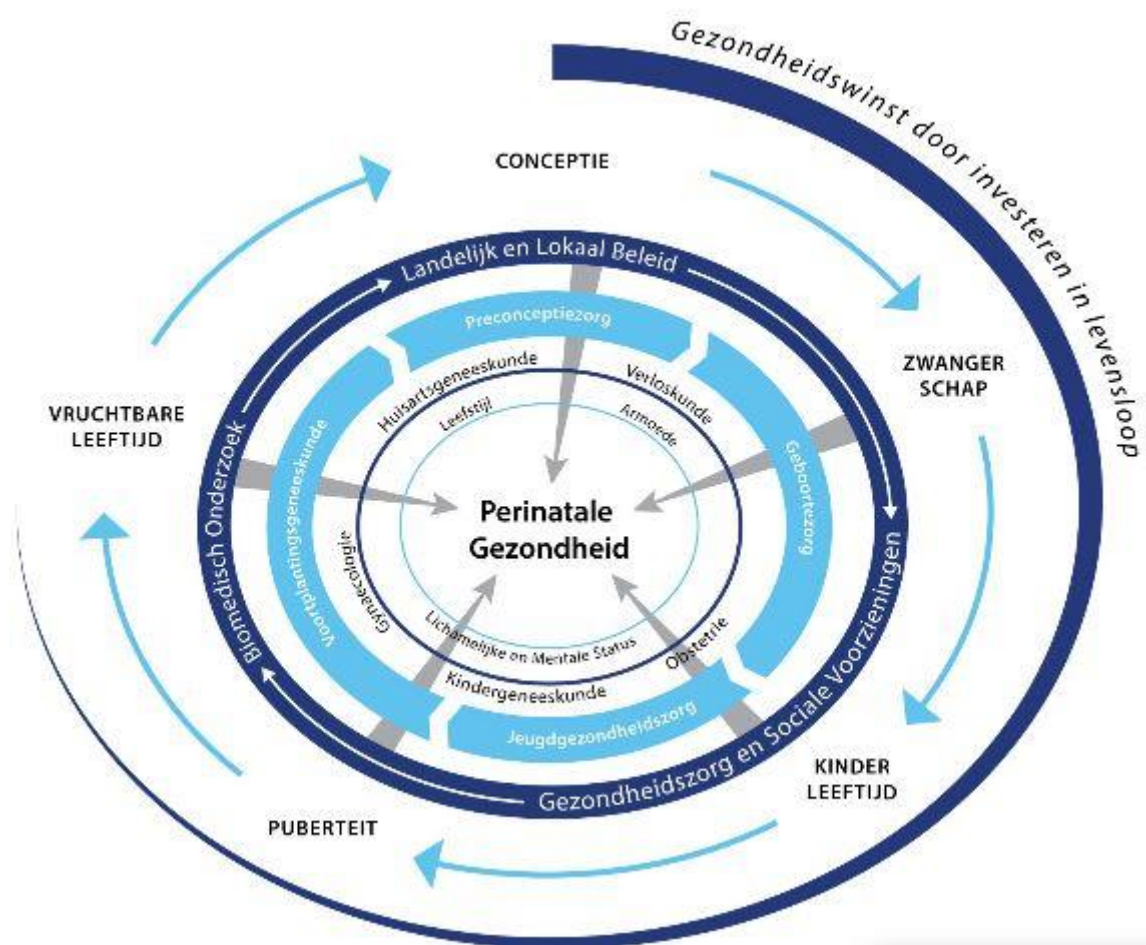 Gezondheidswinst door investeren in levensloop
CONCEPTIE
ZWANGER
SCHAP
KINDER
LEEFTIJD
PUBERTEIT
VRUCHTBARE
LEEFTIJD
Landelijk en Lokaal Beleid
Gezondheidszorg en Sociale Voorzieningen
Biomedisch Onderzoek
Preconceptiezorg
Geboortezorg
Jeugdgezondheidszorg
Voortplantingsgeneeskunde
Huisartsgeneeskunde
Verloskunde
Obstetrie
Kindergeneeskunde
Gynaecologie
Leefstijl
Armoede
Lichamelijke en Mentale Status
Perinatale
Gezondheid